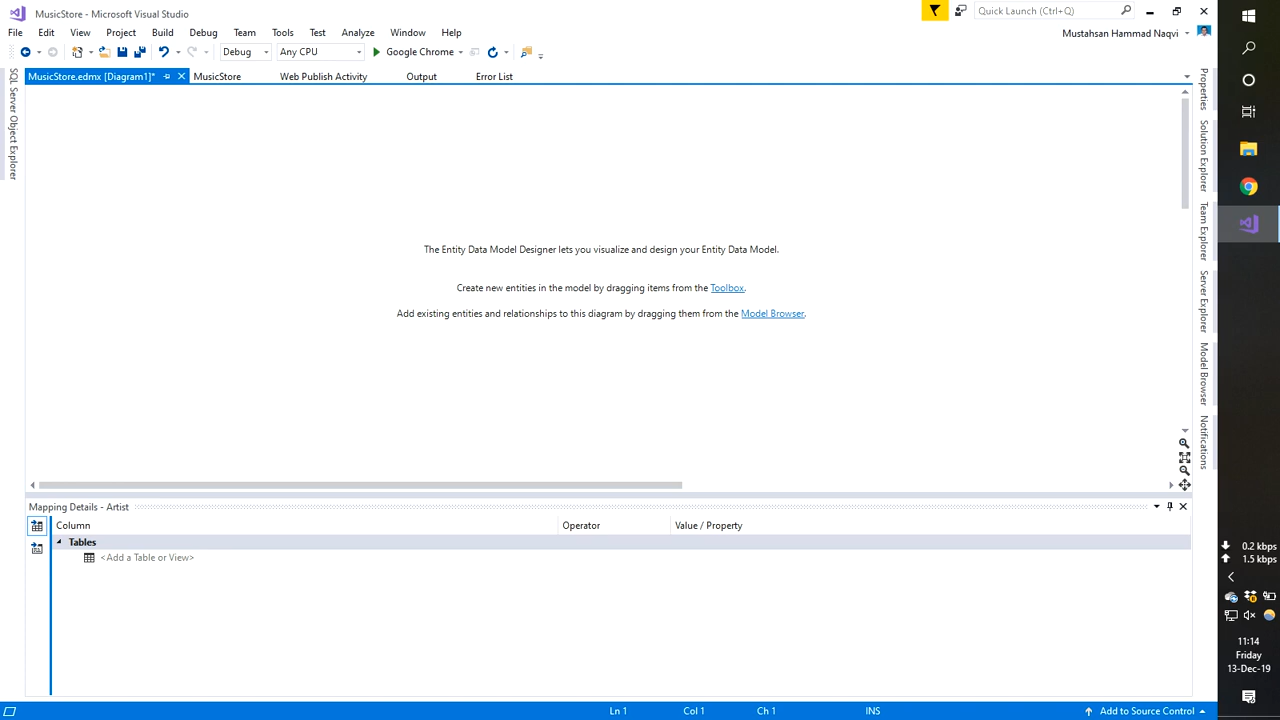 MusicStore - Microsoft Visual Studio
Quick Launch (Ctrl+Q)
File Edit View Project Build Debug Team Tools Test Analyze Window Help
Mustahsan Hammad Naqvi
Debug Any CPU Google Chrome
MusicStore.edmx [Diagram1]* MusicStore Web Publish Activity Output Error List
SQL Server Object Explorer
The Entity Data Model Designer lets you visualize and design your Entity Data Model.
Create new entities in the model by dragging items from the Toolbox.
Add existing entities and relationships to this diagram by dragging them from the Model Browser.
Properties
Solution Explorer
Team Explorer
Server Explorer
Model Browser
Notifications
Mapping Details - Artist
Column Operator Value / Property
Tables
<Add a Table or View>
Ln 1 Col 1 Ch 1 INS Add to Source Control
0.2 kbps
1.5 kbps
11:14
Friday
13-Dec-19